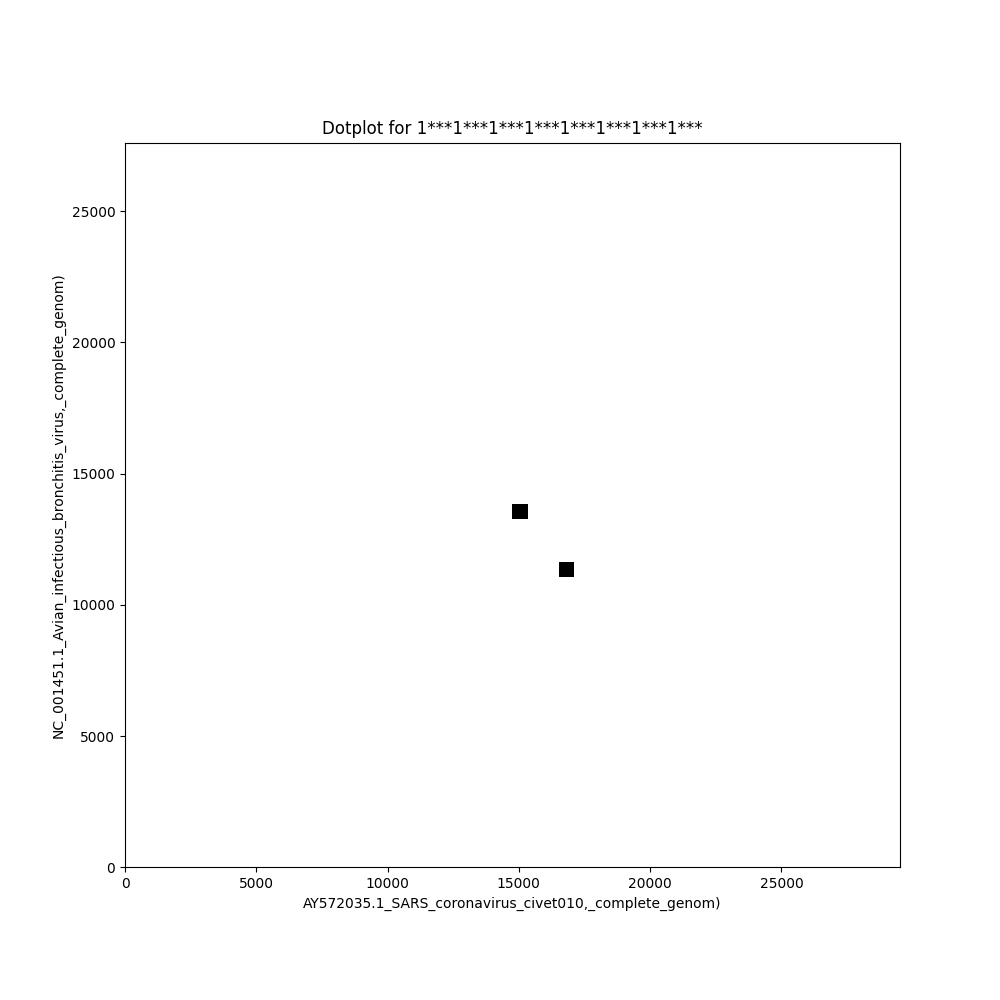 Dotplot for 1***1***1***1***1***1***1***1***
25000
20000
15000
10000
5000
0
NC_001451.1_Avian_infectious_bronchitis_virus,_complete_genom)
0 5000 10000 15000 20000 25000
AY572035.1_SARS_coronavirus_civet010,_complete_genom)